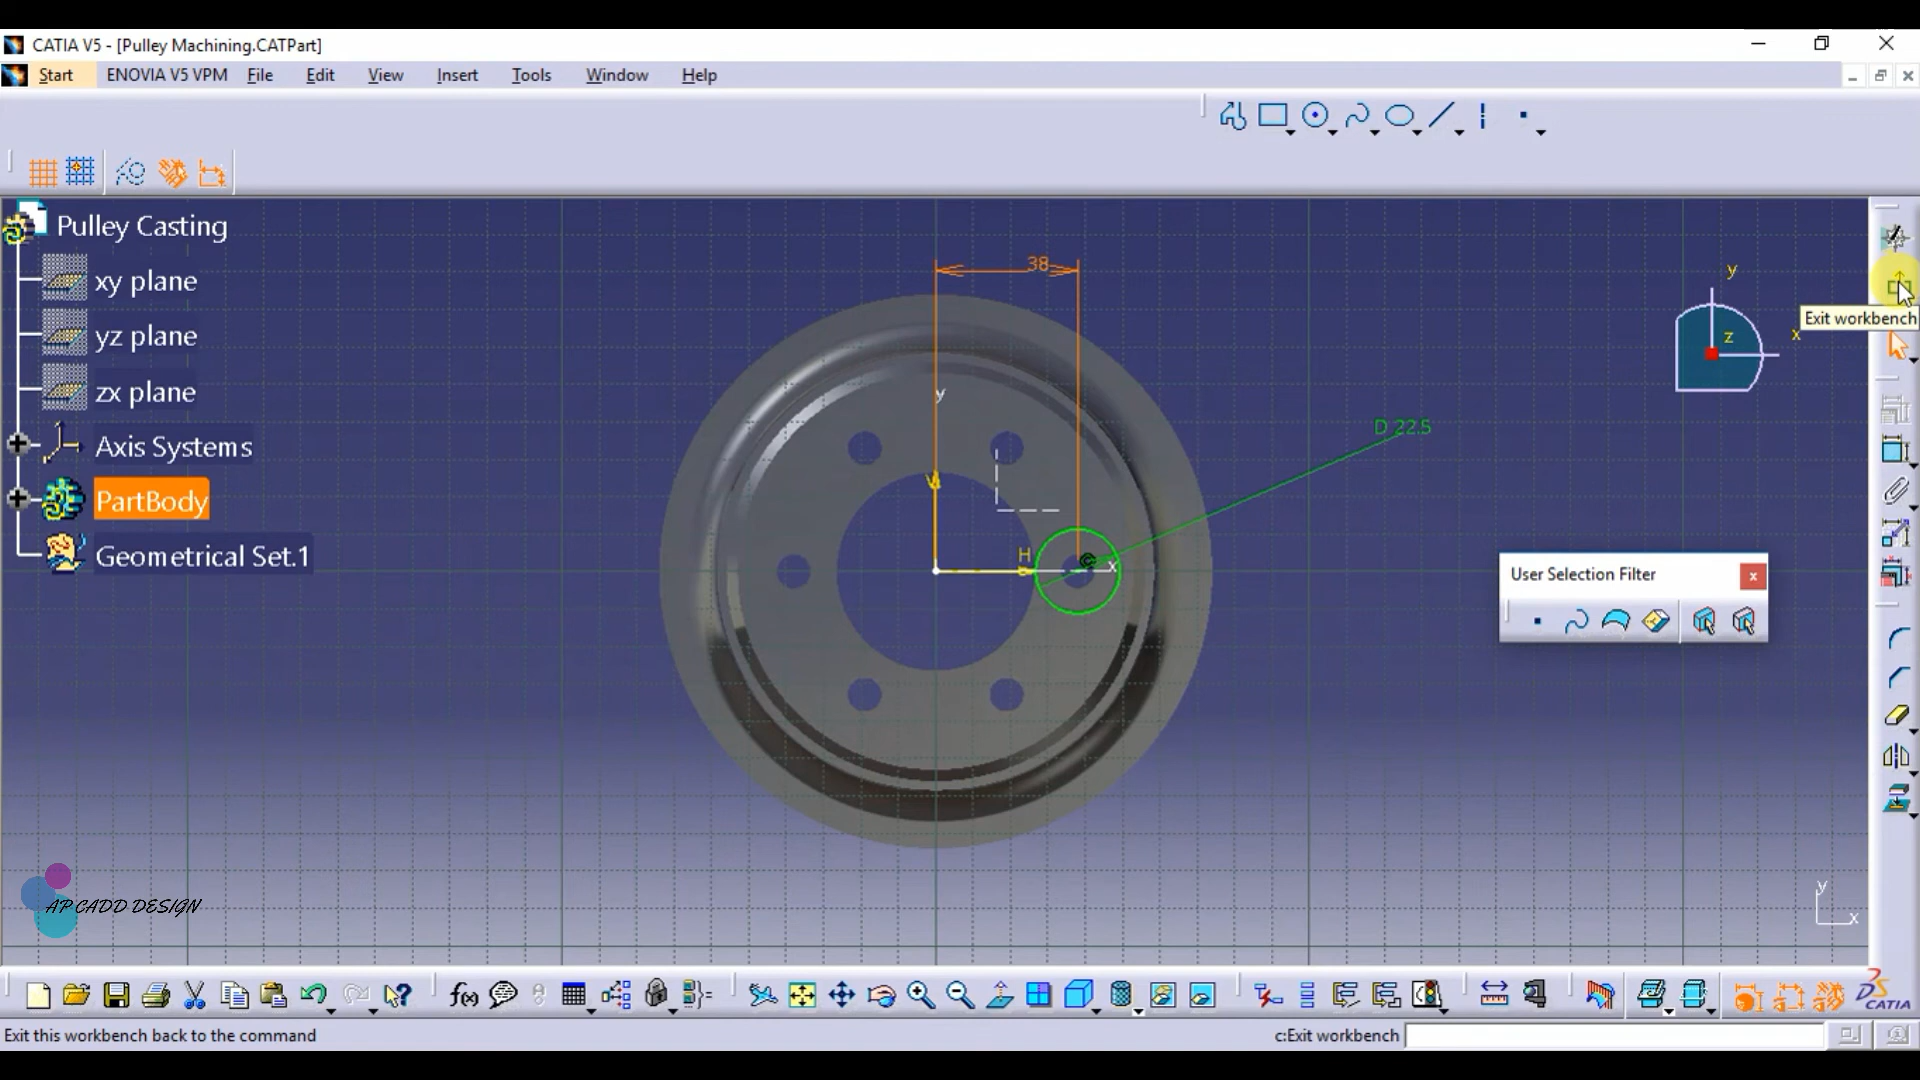 CATIA V5 - [Pulley Machining.CATPart]
Start ENOVIA V5 VPM File Edit View Insert Tools Window Help
Pulley Casting
xy plane
yz plane
zx plane
Axis Systems
PartBody
Geometrical Set.1
38
D 22.5
y
V
H
x
y
z
x
Exit workbench
User Selection Filter
AP CADD DESIGN
y
x
f(x)
CATIA
Exit this workbench back to the command
c:Exit workbench